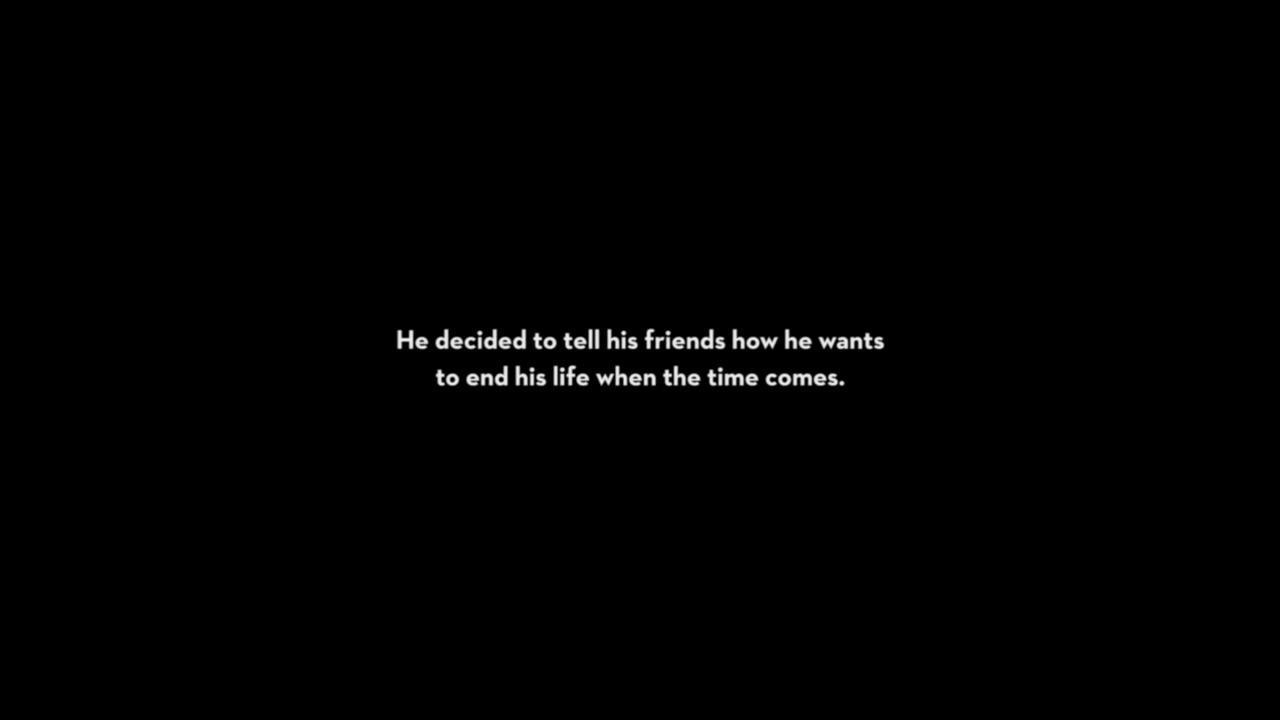 He decided to tell his friends how he wants
to end his life when the time comes.